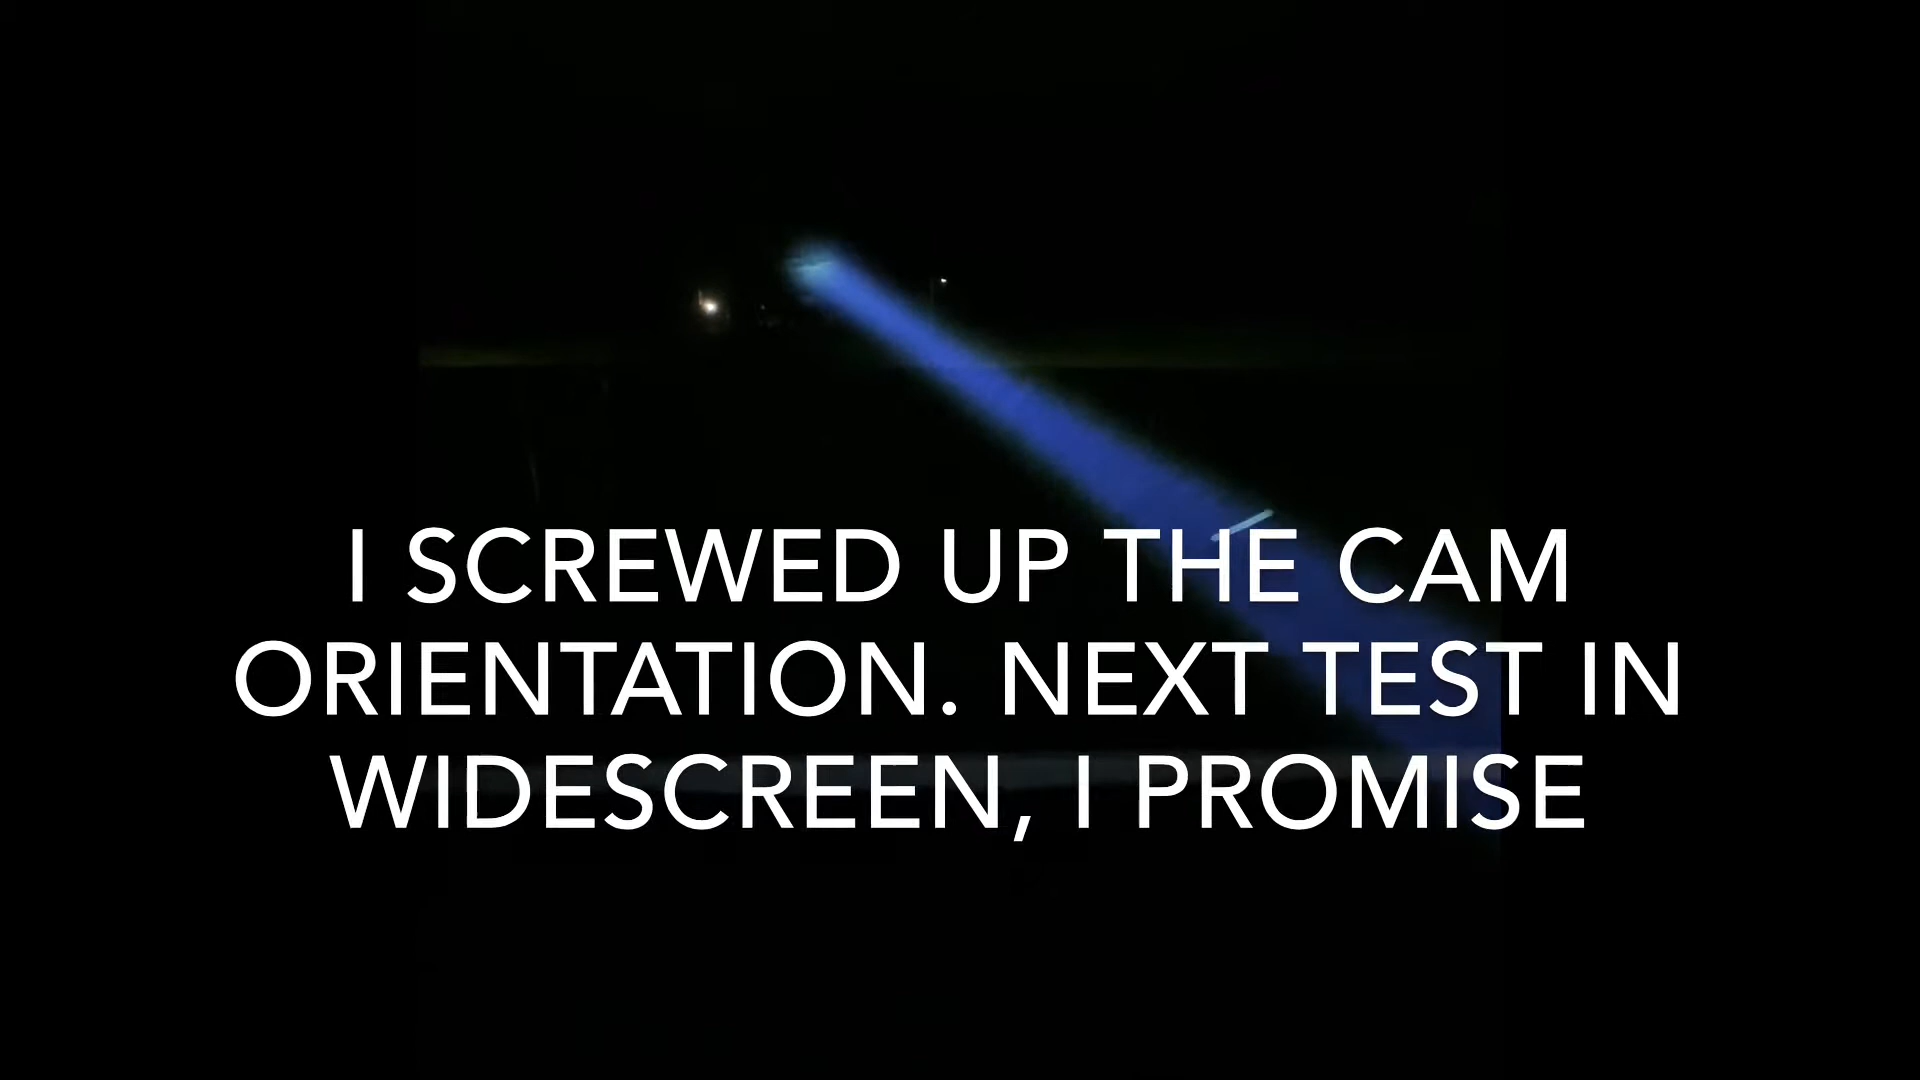 I SCREWED UP THE CAM
ORIENTATION. NEXT TEST IN
WIDESCREEN, I PROMISE